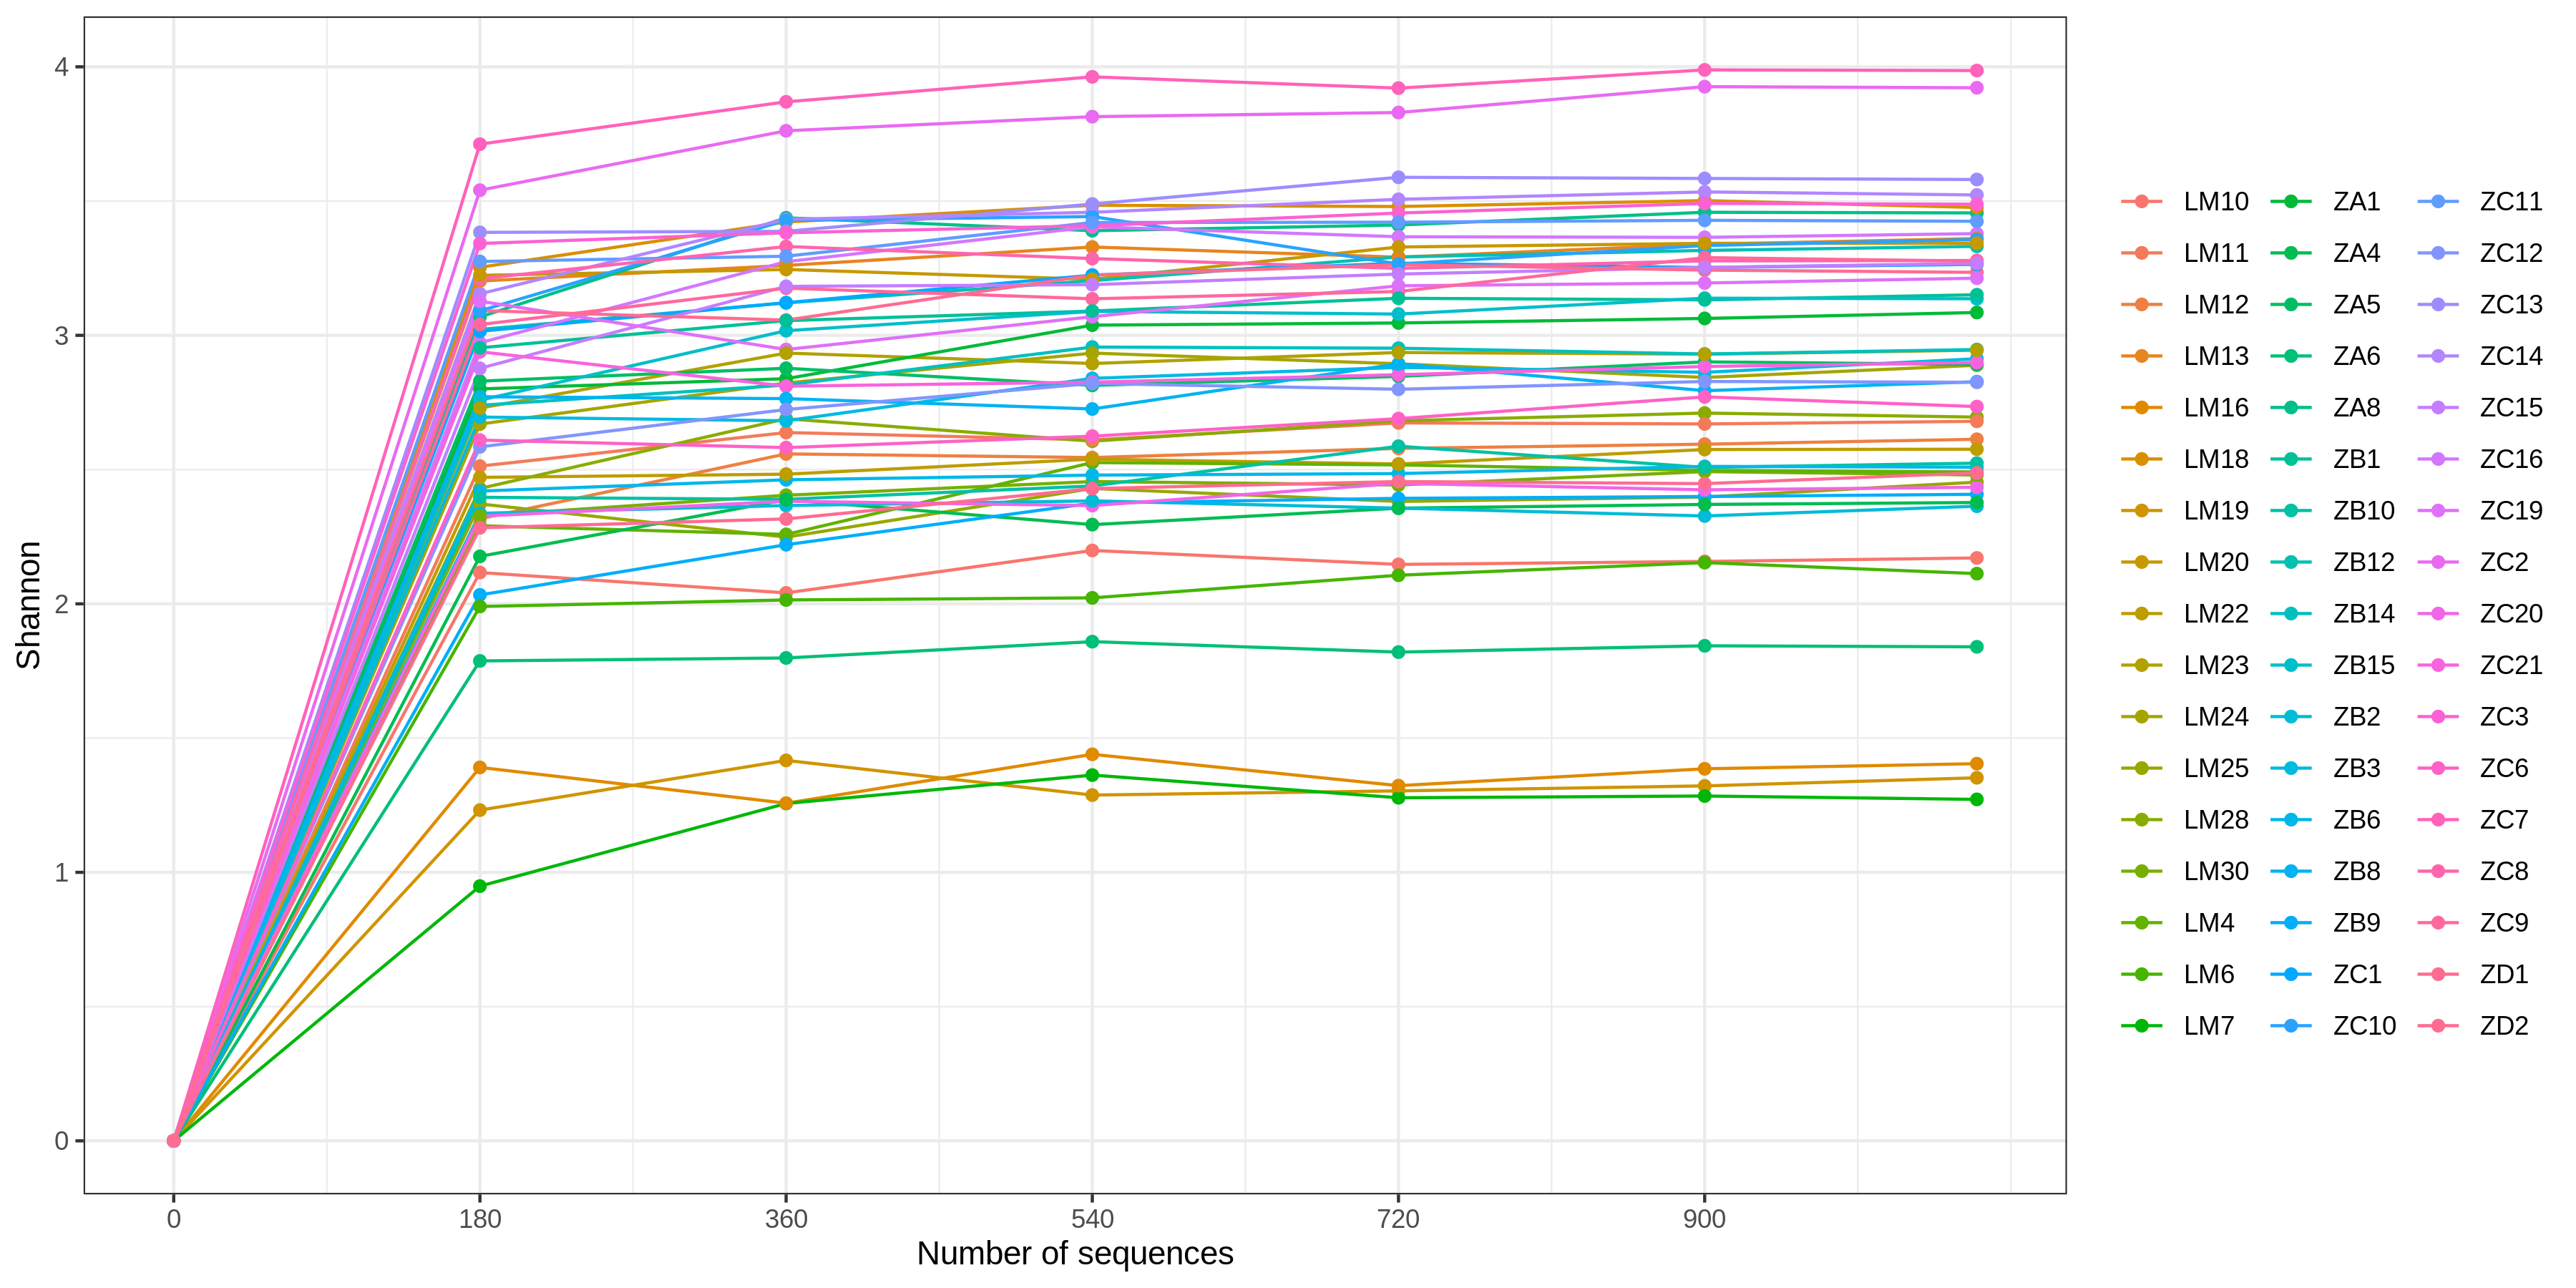 4
3
2
1
0
Shannon
0 180 360 540 720 900
Number of sequences
LM10 ZA1 ZC11
LM11 ZA4 ZC12
LM12 ZA5 ZC13
LM13 ZA6 ZC14
LM16 ZA8 ZC15
LM18 ZB1 ZC16
LM19 ZB10 ZC19
LM20 ZB12 ZC2
LM22 ZB14 ZC20
LM23 ZB15 ZC21
LM24 ZB2 ZC3
LM25 ZB3 ZC6
LM28 ZB6 ZC7
LM30 ZB8 ZC8
LM4 ZB9 ZC9
LM6 ZC1 ZD1
LM7 ZC10 ZD2